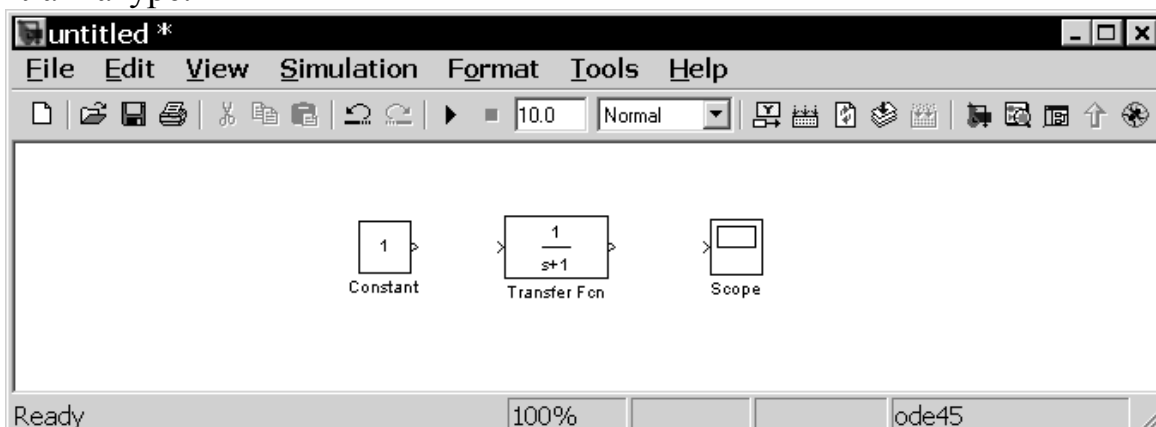 untitled *
File Edit View Simulation Format Tools Help
10.0 Normal
1
1
s+1
Constant
Transfer Fcn
Scope
Ready 100% ode45